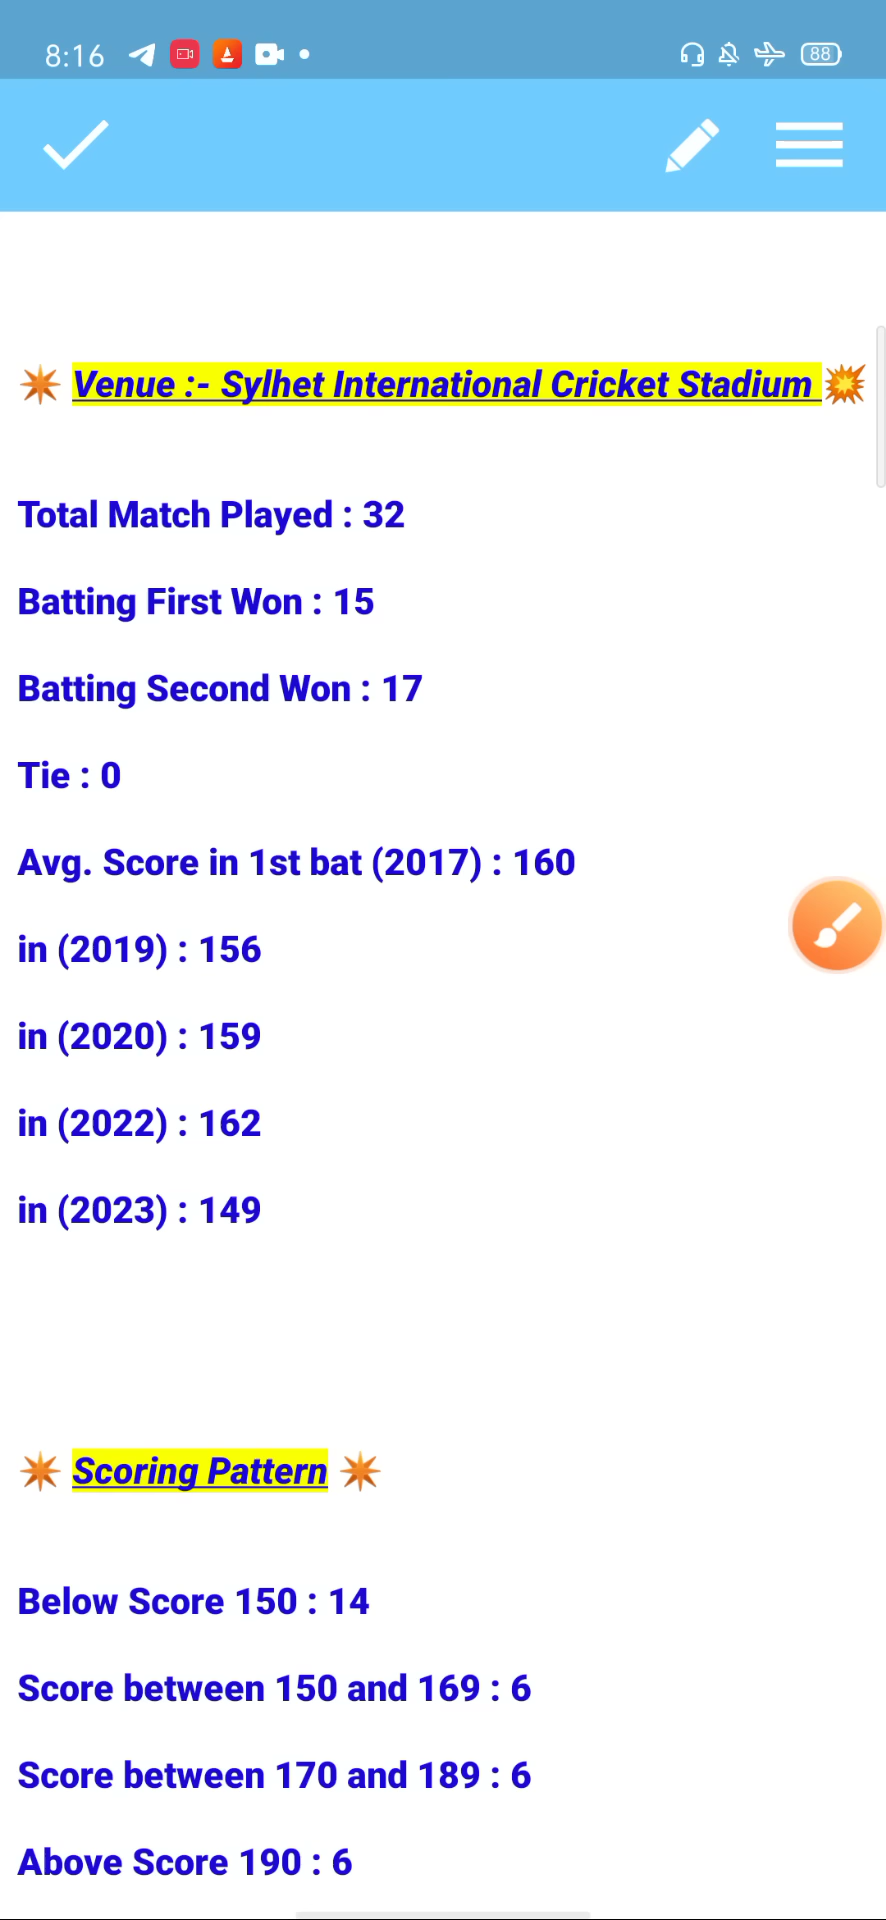 8:16
88
Venue :- Sylhet International Cricket Stadium
Total Match Played : 32
Batting First Won : 15
Batting Second Won : 17
Tie : 0
Avg. Score in 1st bat (2017) : 160
in (2019) : 156
in (2020) : 159
in (2022) : 162
in (2023) : 149
Scoring Pattern
Below Score 150 : 14
Score between 150 and 169 : 6
Score between 170 and 189 : 6
Above Score 190 : 6